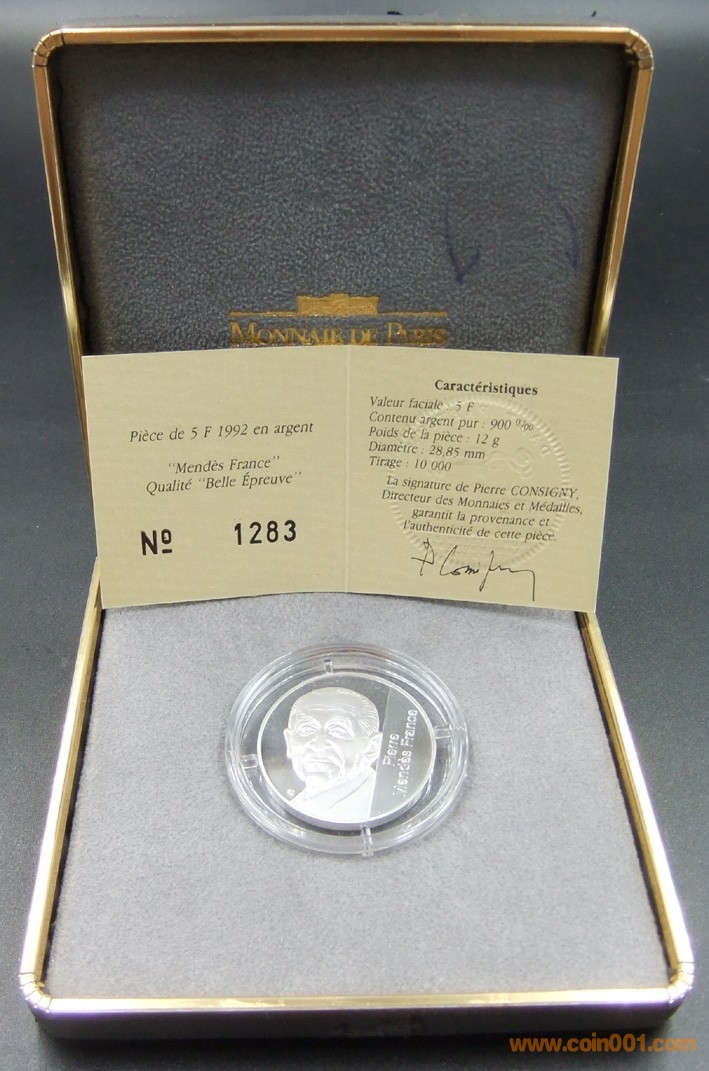 MONNAIE DE PARIS
Pièce de 5 F 1992 en argent
"Mendès France"
Qualité "Belle Épreuve"
Nº 1283
Caractéristiques
Valeur faciale : 5 F
Contenu argent pur : 900 ‰
Poids de la pièce : 12 g
Diamètre : 28,85 mm
Tirage : 10 000
La signature de Pierre CONSIGNY,
Directeur des Monnaies et Médailles,
garantit la provenance et
l'authenticité de cette pièce.
Pierre
Mendès France
www.coin001.com